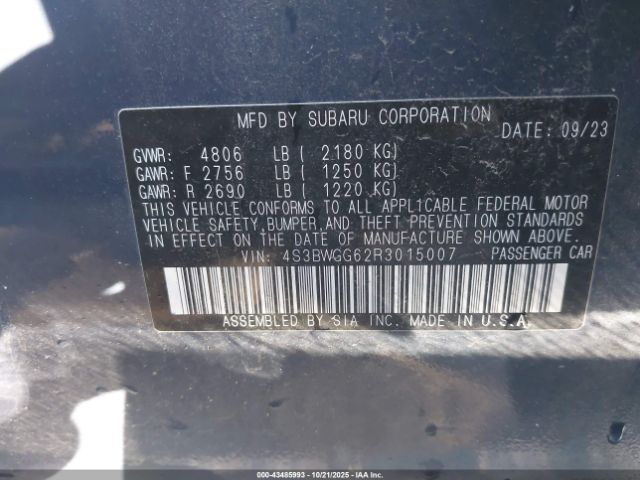 MFD BY SUBARU CORPORATION
DATE: 09/23
GVWR: 4806 LB ( 2180 KG)
GAWR: F 2756 LB ( 1250 KG)
GAWR: R 2690 LB ( 1220 KG)
THIS VEHICLE CONFORMS TO ALL APPLICABLE FEDERAL MOTOR
VEHICLE SAFETY, BUMPER, AND THEFT PREVENTION STANDARDS
IN EFFECT ON THE DATE OF MANUFACTURE SHOWN ABOVE.
VIN: 4S3BWGG62R3015007 PASSENGER CAR
ASSEMBLED BY SIA INC. MADE IN U.S.A.
000-43485993 - 10/21/2025 - IAA Corp.